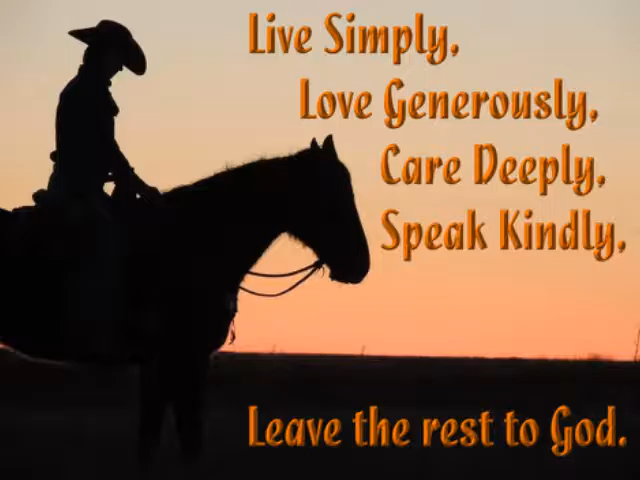 Live Simply,
Love Generously,
Care Deeply,
Speak Kindly,
Leave the rest to God.